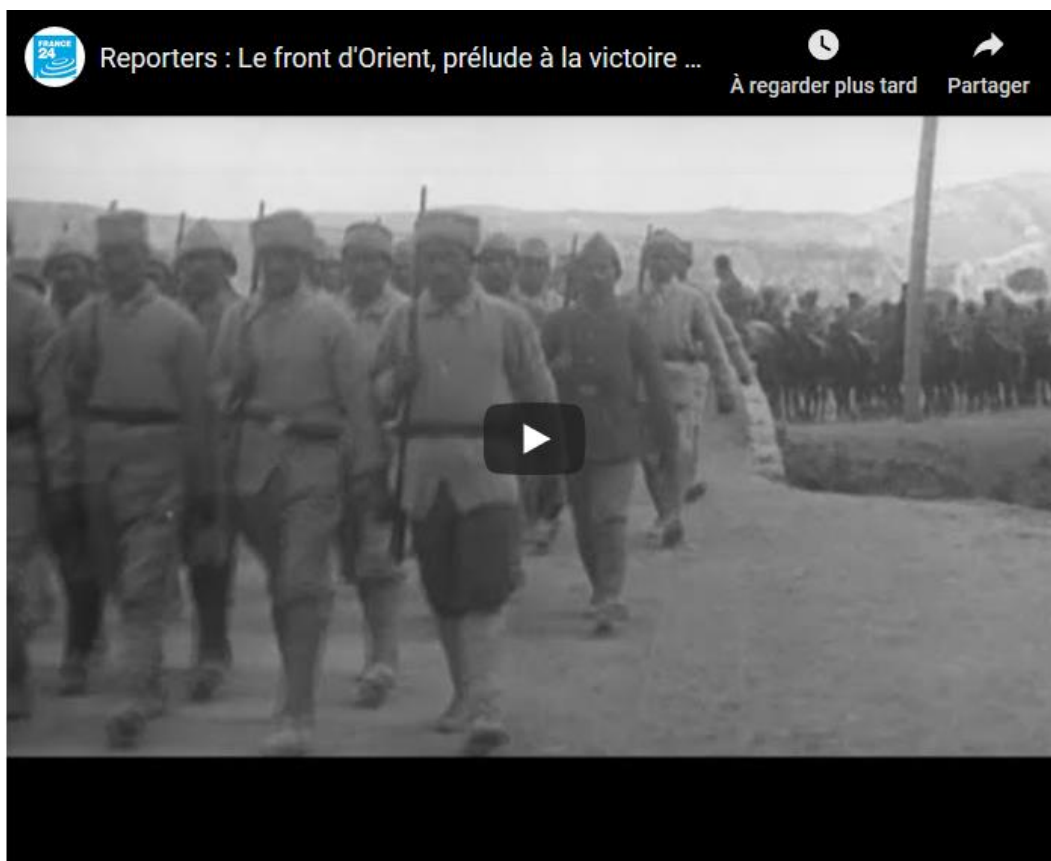 FRANCE
24
Reporters : Le front d'Orient, prélude à la victoire ...
À regarder plus tard
Partager